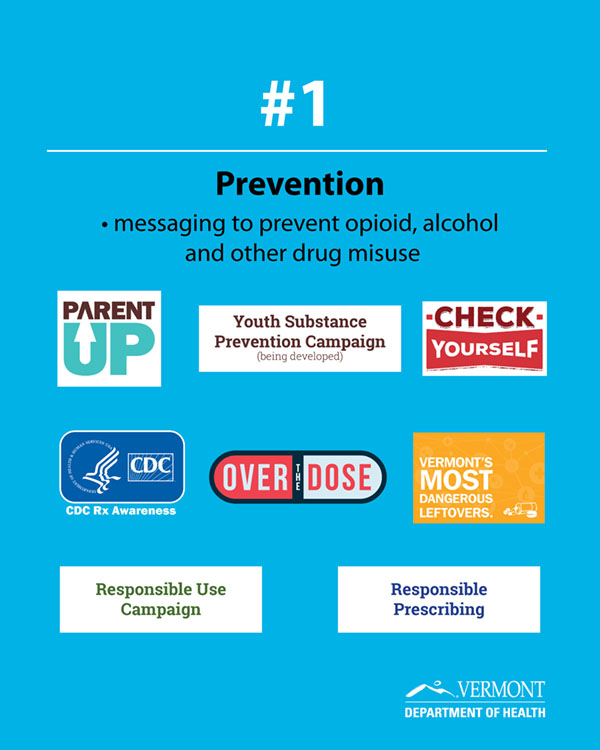 #1
Prevention
• messaging to prevent opioid, alcohol
and other drug misuse
PARENT
UP
Youth Substance
Prevention Campaign
(being developed)
CHECK
YOURSELF
CDC
CDC Rx Awareness
OVER THE DOSE
VERMONT'S
MOST
DANGEROUS
LEFTOVERS.
Responsible Use
Campaign
Responsible
Prescribing
VERMONT
DEPARTMENT OF HEALTH